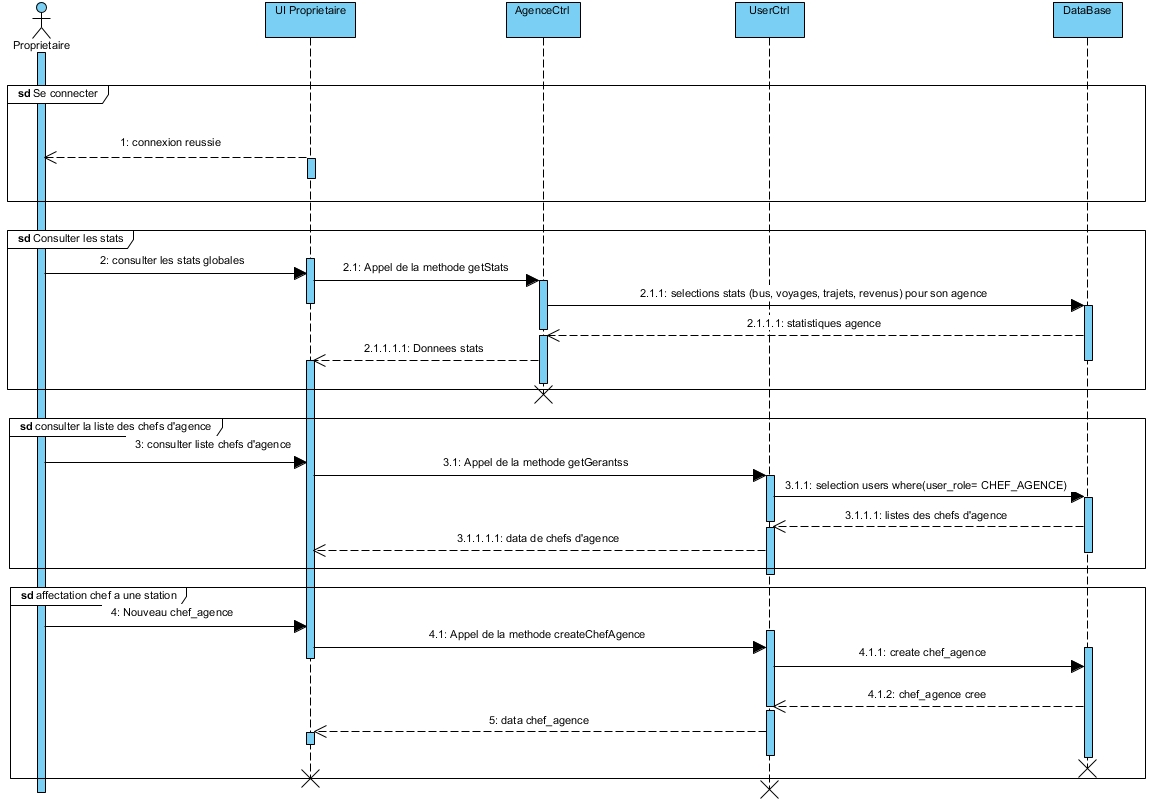 Proprietaire
UI Proprietaire
AgenceCtrl
UserCtrl
DataBase
sd Se connecter
1: connexion reussie
sd Consulter les stats
2: consulter les stats globales
2.1: Appel de la methode getStats
2.1.1: selections stats (bus, voyages, trajets, revenus) pour son agence
2.1.1.1: statistiques agence
2.1.1.1.1: Donnees stats
sd consulter la liste des chefs d'agence
3: consulter liste chefs d'agence
3.1: Appel de la methode getGerantss
3.1.1: selection users where(user_role= CHEF_AGENCE)
3.1.1.1: listes des chefs d'agence
3.1.1.1.1: data de chefs d'agence
sd affectation chef a une station
4: Nouveau chef_agence
4.1: Appel de la methode createChefAgence
4.1.1: create chef_agence
4.1.2: chef_agence cree
5: data chef_agence